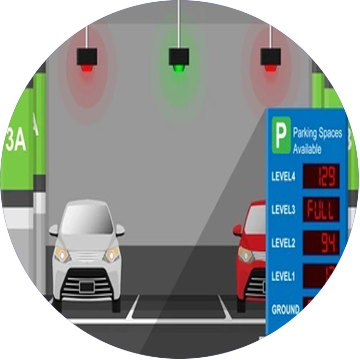 3A
A
P Parking Spaces
Available
LEVEL4 129
LEVEL3 FULL
LEVEL2 94
LEVEL1
GROUND